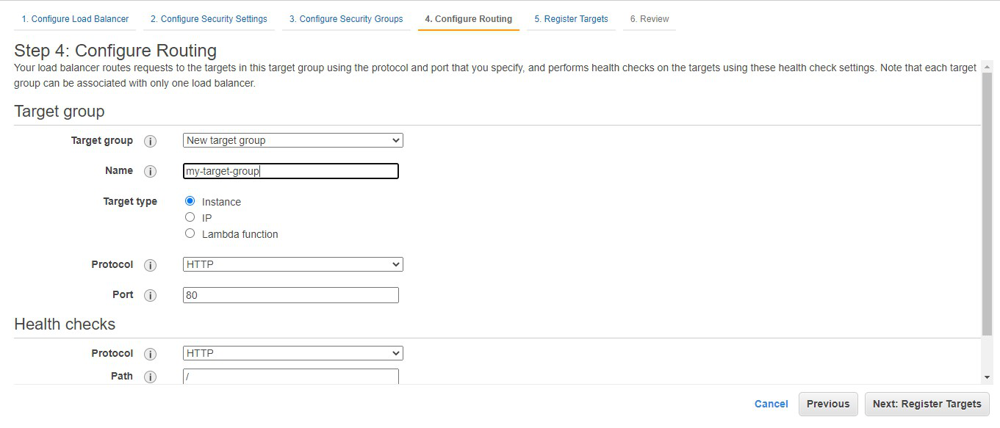 1. Configure Load Balancer 2. Configure Security Settings 3. Configure Security Groups 4. Configure Routing 5. Register Targets 6. Review
Step 4: Configure Routing
Your load balancer routes requests to the targets in this target group using the protocol and port that you specify, and performs health checks on the targets using these health check settings. Note that each target
group can be associated with only one load balancer.
Target group
Target group i New target group
Name i my-target-group
Target type Instance
IP
Lambda function
Protocol i HTTP
Port i 80
Health checks
Protocol i HTTP
Path i /
Cancel Previous Next: Register Targets